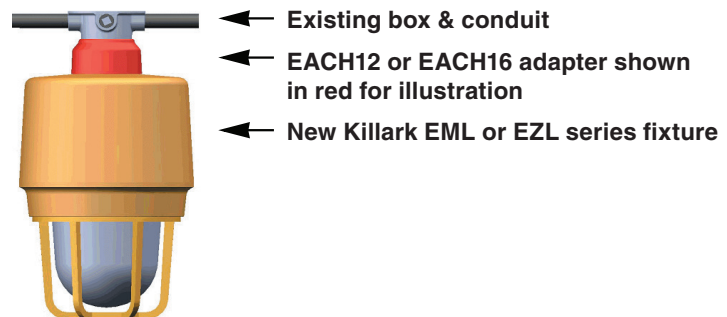 Existing box & conduit
EACH12 or EACH16 adapter shown
in red for illustration
New Killark EML or EZL series fixture